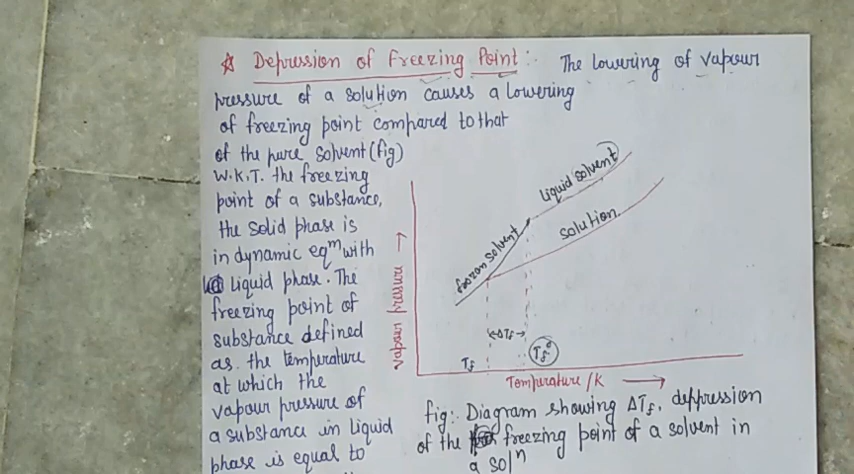 ☆ Depression of freezing Point:- The lowering of vapour
pressure of a solution causes a lowering
of freezing point compared to that
of the pure solvent (fig)
W.K.T. the freezing
point of a substance,
the solid phase is
in dynamic eqᵐ with
Liquid phase. The
freezing point of
substance defined
as the temperature
at which the
vapour pressure of
a substance in liquid
phase is equal to
Vapour pressure →
frozen solvent
Liquid solvent
solution
←ΔTf→
Tf
Tf°
Temperature /K →
fig:. Diagram showing ΔTf, deppression
of the freezing point of a solvent in
a solⁿ